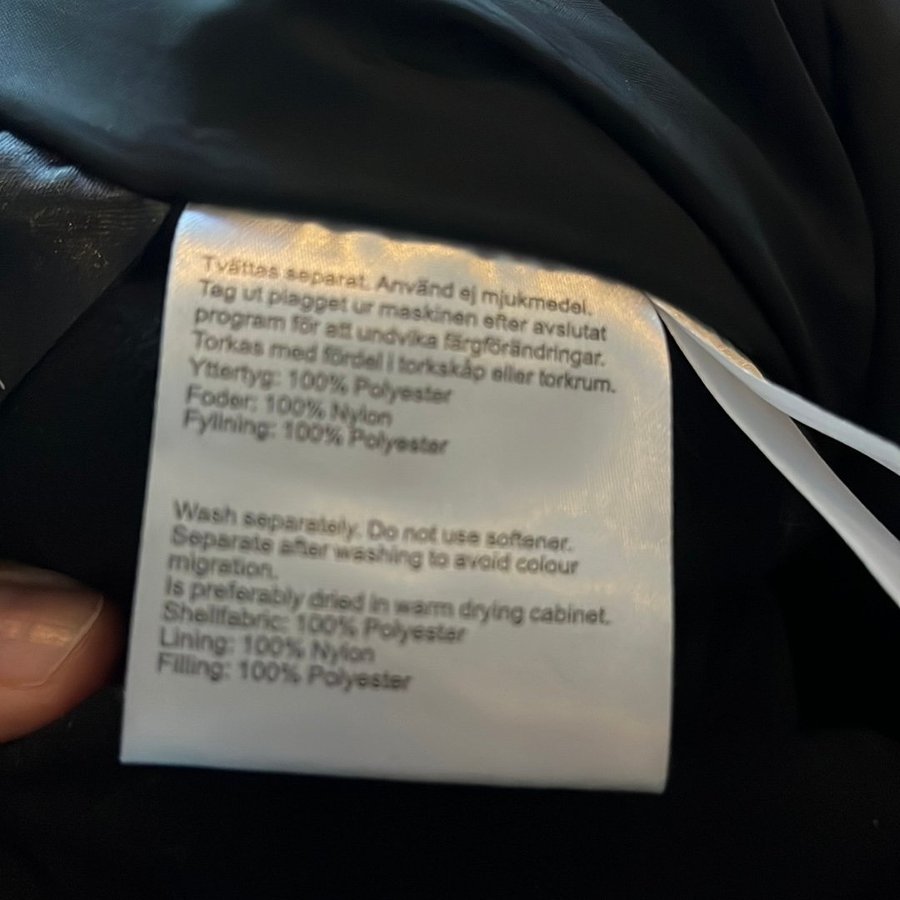 Tvättas separat. Använd ej mjukmedel.
Tag ut plagget ur maskinen efter avslutat
program för att undvika färgförändringar.
Torkas med fördel i torkskåp eller torkrum.
Yttertyg: 100% Polyester
Foder: 100% Nylon
Fyllning: 100% Polyester
Wash separately. Do not use softener.
Separate after washing to avoid colour
migration.
Is preferably dried in warm drying cabinet.
Shellfabric: 100% Polyester
Lining: 100% Nylon
Filling: 100% Polyester